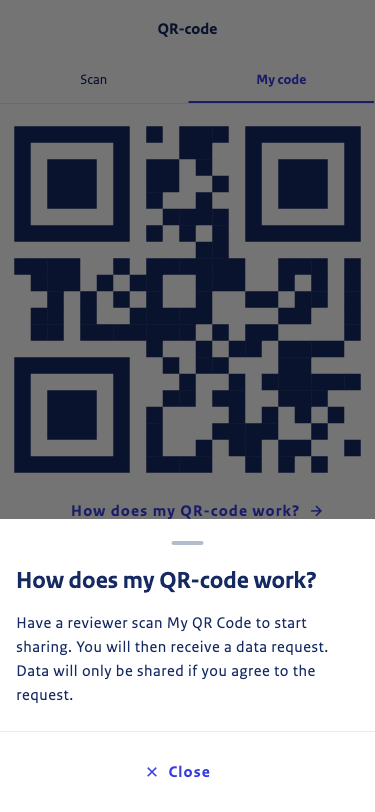 QR-code
Scan
My code
How does my QR-code work? →
How does my QR-code work?
Have a reviewer scan My QR Code to start
sharing. You will then receive a data request.
Data will only be shared if you agree to the
request.
Close